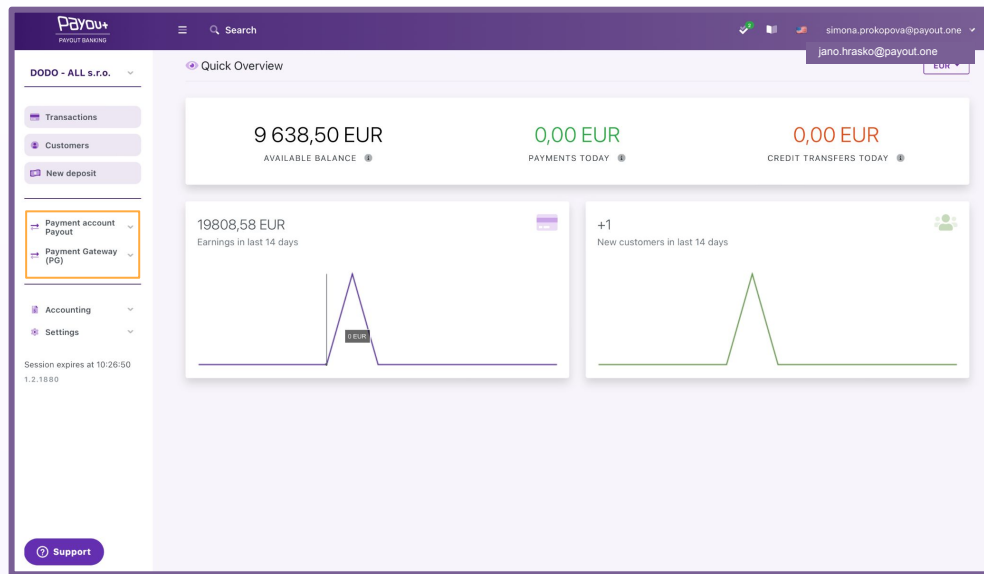 Payou+
PAYOUT BANKING
Search
2
simona.prokopova@payout.one
jano.hrasko@payout.one
DODO - ALL s.r.o.
Quick Overview
EUR
Transactions
Customers
New deposit
9 638,50 EUR
AVAILABLE BALANCE
0,00 EUR
PAYMENTS TODAY
0,00 EUR
CREDIT TRANSFERS TODAY
Payment account
Payout
Payment Gateway
(PG)
19808,58 EUR
Earnings in last 14 days
0 EUR
+1
New customers in last 14 days
Accounting
Settings
Session expires at 10:26:50
1.2.1880
Support